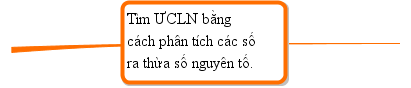 Tìm ƯCLN bằng
cách phân tích các số
ra thừa số nguyên tố.